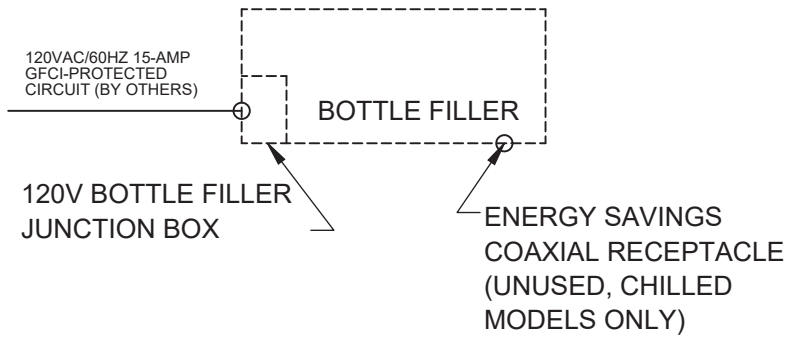 120VAC/60HZ 15-AMP
GFCI-PROTECTED
CIRCUIT (BY OTHERS)
BOTTLE FILLER
120V BOTTLE FILLER
JUNCTION BOX
ENERGY SAVINGS
COAXIAL RECEPTACLE
(UNUSED, CHILLED
MODELS ONLY)